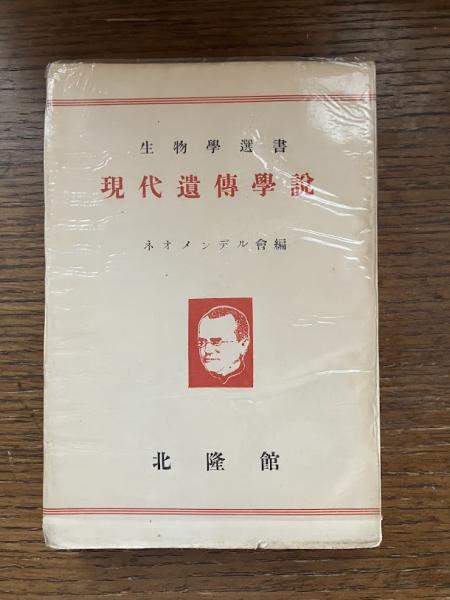 生物學選書
現代遺傳學說
ネオメンデル會編
北隆館